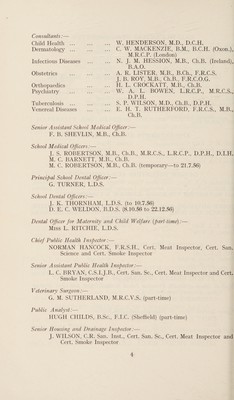 Consultants—
Child Health ... ... ... W. HENDERSON, M.D., D.C.H.
Dermatology ... ... ... C. W. MACKENZIE, B.M., B.C.H. (Oxon.),
M.R.C.P. (London)
Infectious Diseases ... ... N. J. M. HESSION, M.B., Ch.B. (Ireland),
B.A.O.
Obstetrics ... ... ... A. R. LISTER, M.B., B.Ch., F.R.C.S.
J. B. ROY, M.B., Ch.B., F.R.C.O.G.
Orthopaedics ... ... ... H. L. CROCKATT, M.B., Ch.B.
Psychiatry ... ... ... W. A. L. BOWEN, L.R.C.P., M.R.C.S.,
D.P.H.
Tuberculosis ... ... ... S. P. WILSON, M.D., Ch.B., D.P.H.
Venereal Diseases ... ... E. H. T. RUTHERFORD, F.R.C.S., M.B.,
Ch.B.
Senior Assistant School Medical Officer:—
F. B. SHEVLIN, M.B., Ch.B.
School Medical Officers:—
J. S. ROBERTSON, M.B., Ch.B., M.R.C.S., L.R.C.P., D.P.H., D.I.H.
M. C. BARNETT, M.B., Ch.B.
M. C. ROBERTSON, M.B., Ch.B. (temporary—to 21.7.56)
Principal School Dental Officer:—
G. TURNER, L.D.S.
School Dental Officers:—
J. K. THORNHAM, L.D.S. (to 10.7.56)
D. E. C. WELDON, B.D.S. (8.10.56 to 22.12.56)
Dental Officer for Maternity and Child Welfare (part-time):—
Miss L. RITCHIE, L.D.S.
Chief Public Health Inspector:—
NORMAN HANCOCK, F.R.S.H., Cert. Meat Inspector, Cert. San.
Science and Cert. Smoke Inspector
Senior Assistant Public Health Inspector:—
L. C. BRYAN, C.S.I.J.B., Cert. San. Sc., Cert. Meat Inspector and Cert.
Smoke Inspector
Veterinary Surgeon:—
G. M. SUTHERLAND, M.R.C.V.S. (part-time)
Public Analyst:—
HUGH CHILDS, B.Sc., F.I.C. (Sheffield) (part-time)
Senior Housing and Drainage Inspector:—
J. WILSON, C.R. San. Inst., Cert. San. Sc., Cert. Meat Inspector and
Cert. Smoke Inspector